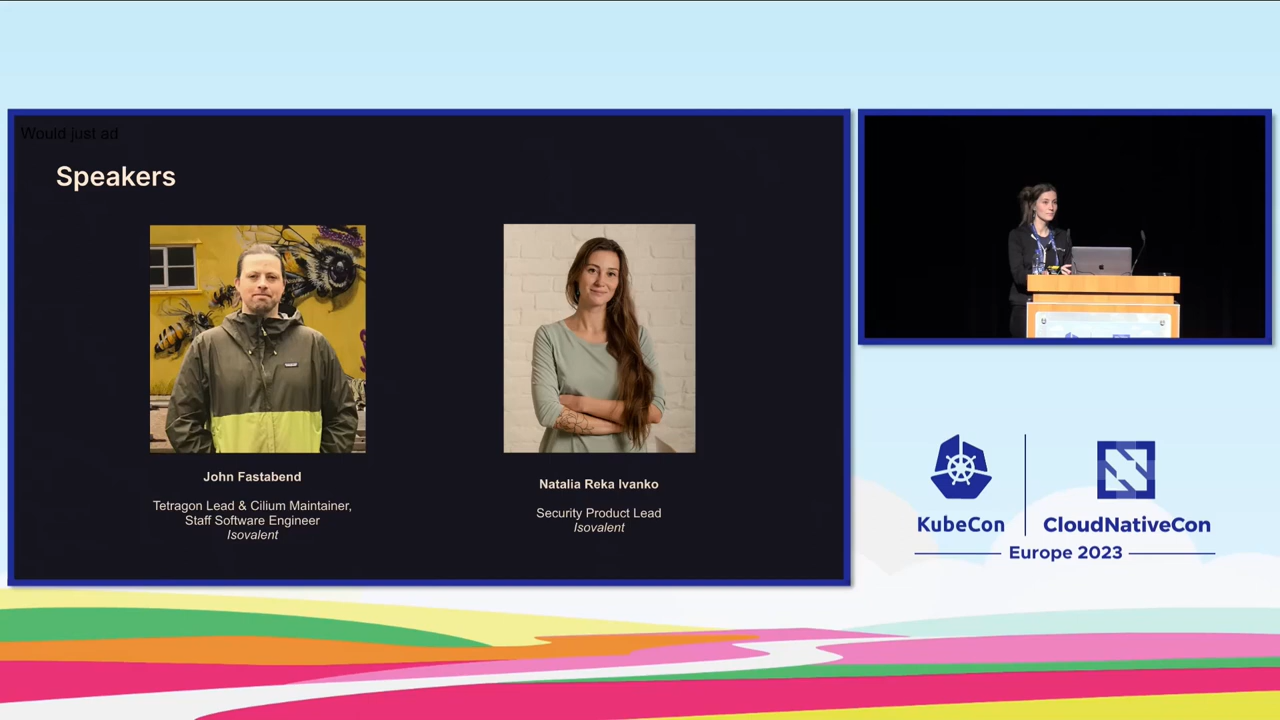 Would just ad
Speakers
John Fastabend
Tetragon Lead & Cilium Maintainer,
Staff Software Engineer
Isovalent
Natalia Reka Ivanko
Security Product Lead
Isovalent
KubeCon
CloudNativeCon
Europe 2023